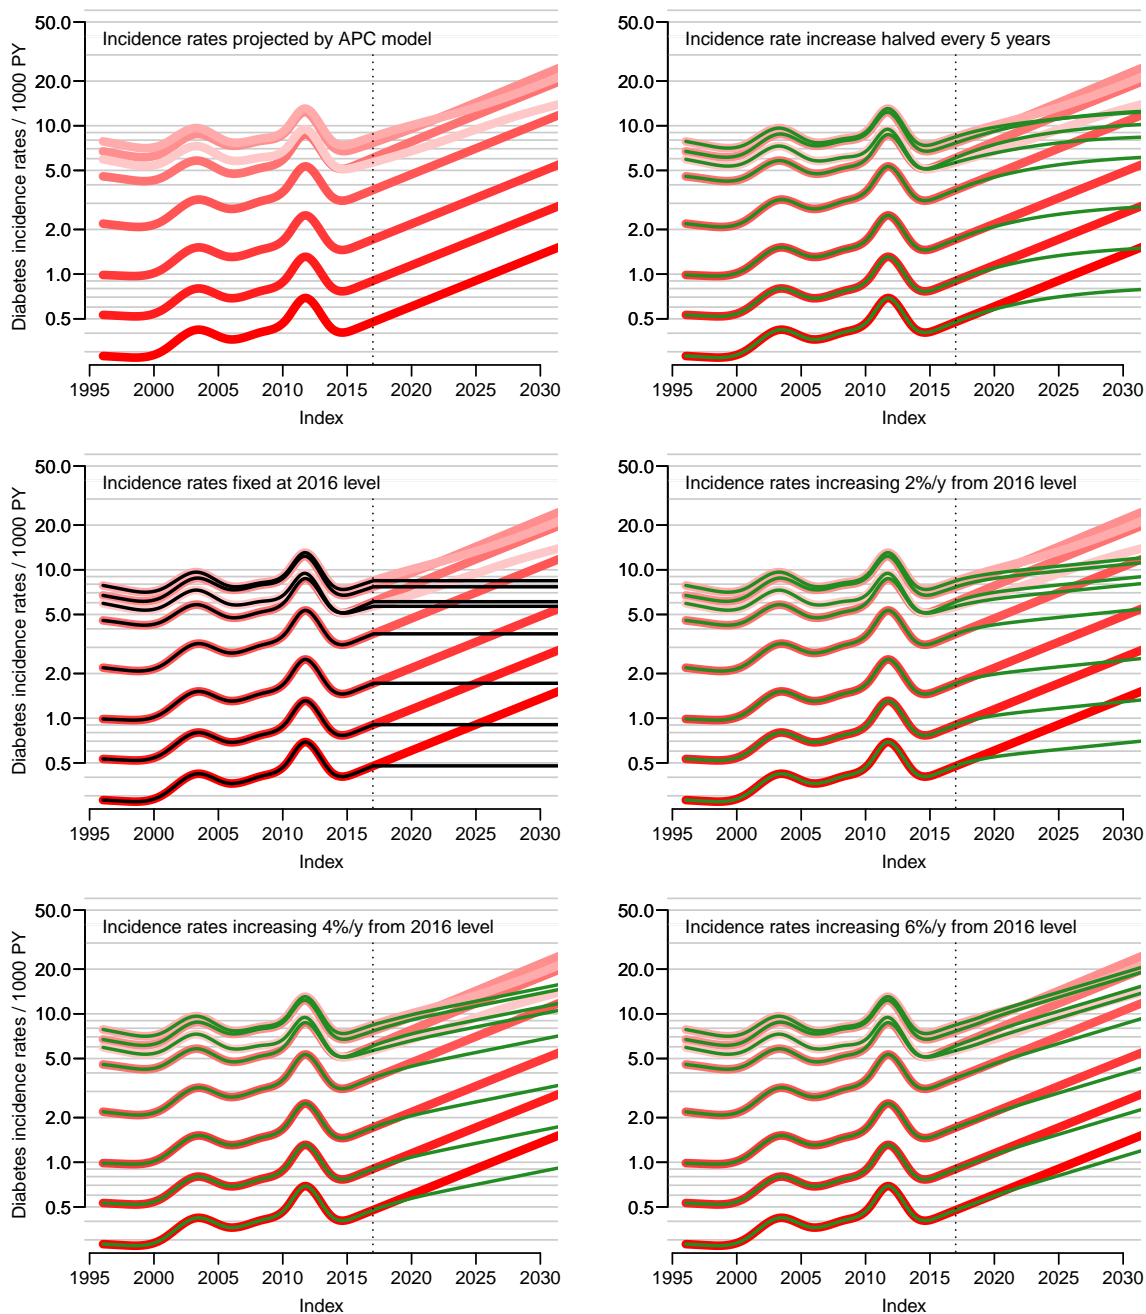 Incidence rates projected by APC model
Diabetes incidence rates / 1000 PY
50.0
20.0
10.0
5.0
2.0
1.0
0.5
1995 2000 2005 2010 2015 2020 2025 2030
Index
Incidence rate increase halved every 5 years
50.0
20.0
10.0
5.0
2.0
1.0
0.5
1995 2000 2005 2010 2015 2020 2025 2030
Index
Incidence rates fixed at 2016 level
Diabetes incidence rates / 1000 PY
50.0
20.0
10.0
5.0
2.0
1.0
0.5
1995 2000 2005 2010 2015 2020 2025 2030
Index
Incidence rates increasing 2%/y from 2016 level
50.0
20.0
10.0
5.0
2.0
1.0
0.5
1995 2000 2005 2010 2015 2020 2025 2030
Index
Incidence rates increasing 4%/y from 2016 level
Diabetes incidence rates / 1000 PY
50.0
20.0
10.0
5.0
2.0
1.0
0.5
1995 2000 2005 2010 2015 2020 2025 2030
Index
Incidence rates increasing 6%/y from 2016 level
50.0
20.0
10.0
5.0
2.0
1.0
0.5
1995 2000 2005 2010 2015 2020 2025 2030
Index